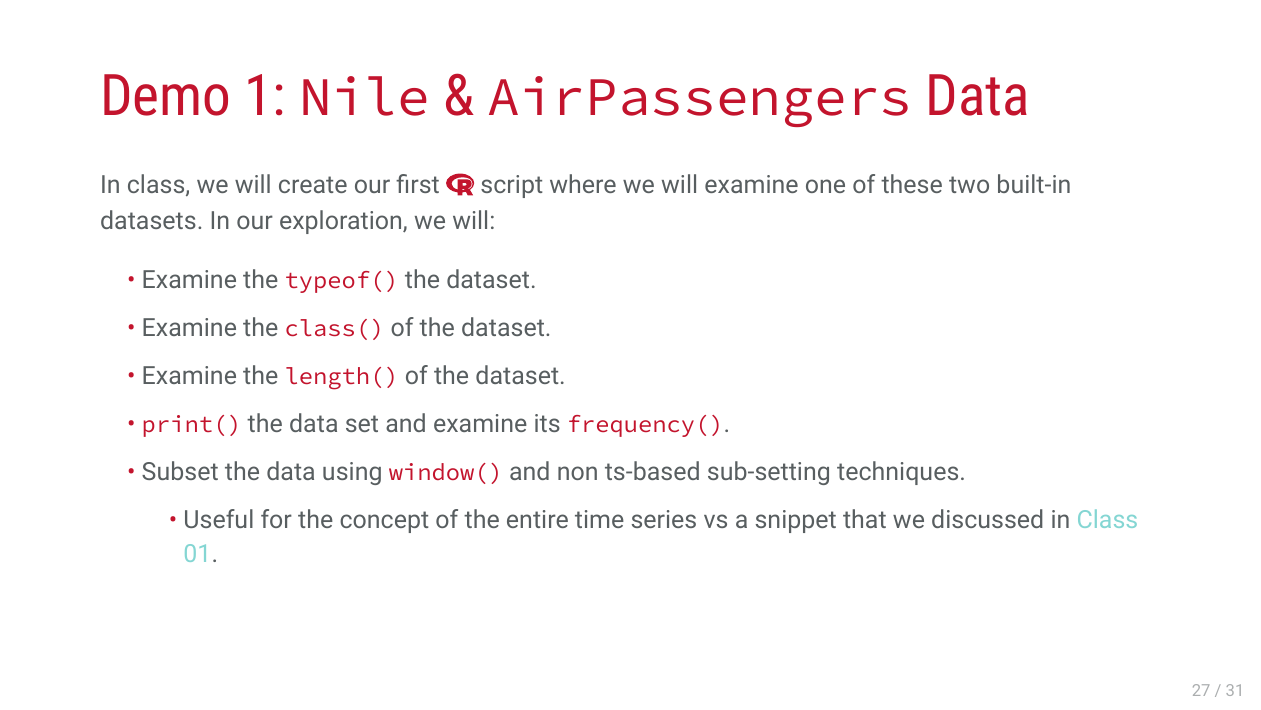 Demo 1: Nile & AirPassengers Data
In class, we will create our first R script where we will examine one of these two built-in
datasets. In our exploration, we will:
• Examine the typeof() the dataset.
• Examine the class() of the dataset.
• Examine the length() of the dataset.
• print() the data set and examine its frequency().
• Subset the data using window() and non ts-based sub-setting techniques.
• Useful for the concept of the entire time series vs a snippet that we discussed in Class
01.
27 / 31